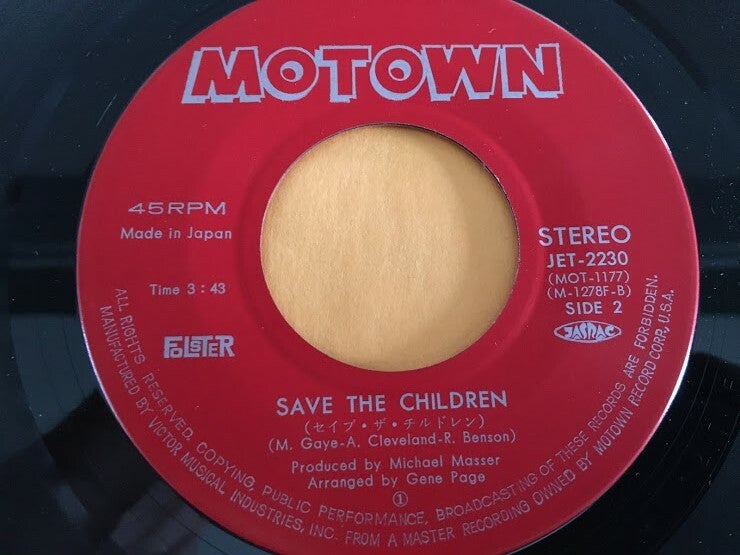 MOTOWN
45RPM
Made in Japan
Time 3:43
FOLSTER
STEREO
JET-2230
(MOT-1177)
(M-1278F-B)
SIDE 2
JASRAC
SAVE THE CHILDREN
(セイブ・ザ・チルドレン)
(M. Gaye-A. Cleveland-R. Benson)
Produced by Michael Masser
Arranged by Gene Page
①
ALL RIGHTS RESERVED. COPYING, PUBLIC PERFORMANCE, BROADCASTING OF THESE RECORDS ARE FORBIDDEN.
MANUFACTURED BY VICTOR MUSICAL INDUSTRIES, INC. FROM A MASTER RECORDING OWNED BY MOTOWN RECORD CORP., U.S.A.